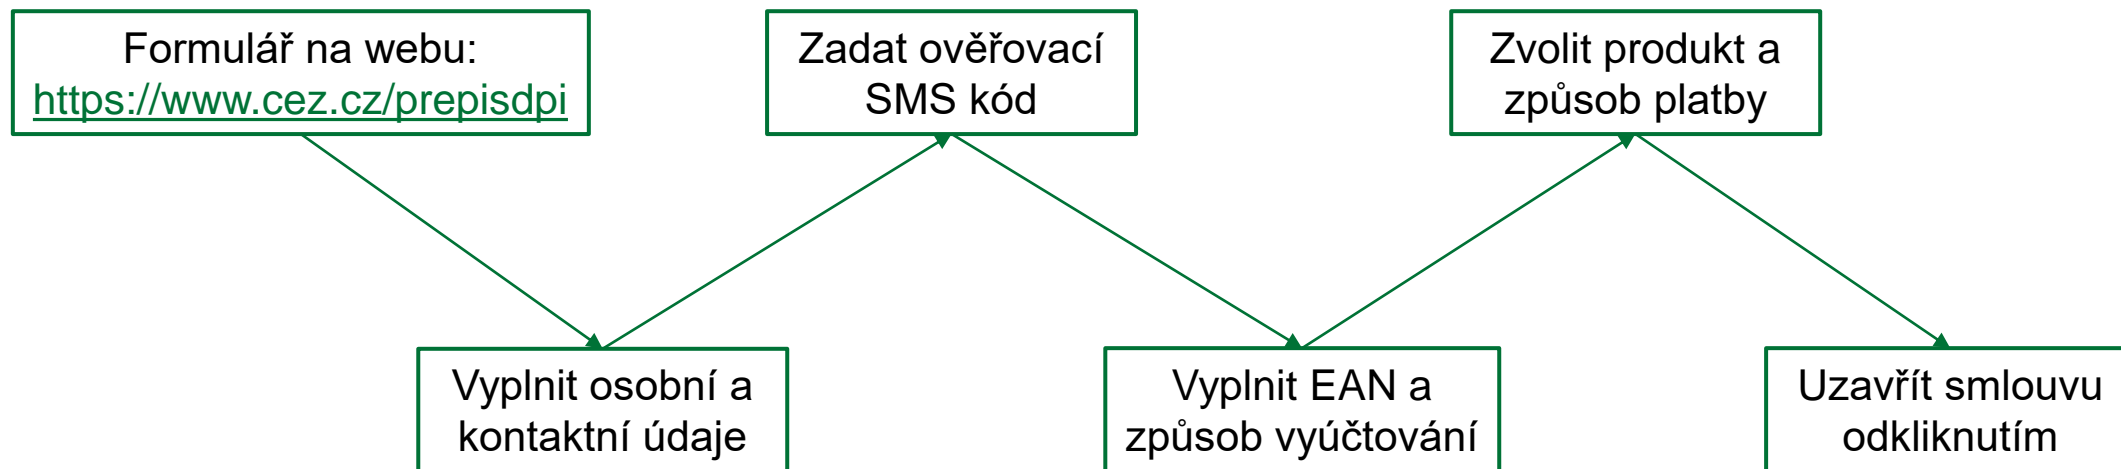 Formulář na webu:
https://www.cez.cz/prepisdpi
Vyplnit osobní a
kontaktní údaje
Zadat ověřovací
SMS kód
Vyplnit EAN a
způsob vyúčtování
Zvolit produkt a
způsob platby
Uzavřít smlouvu
odkliknutím